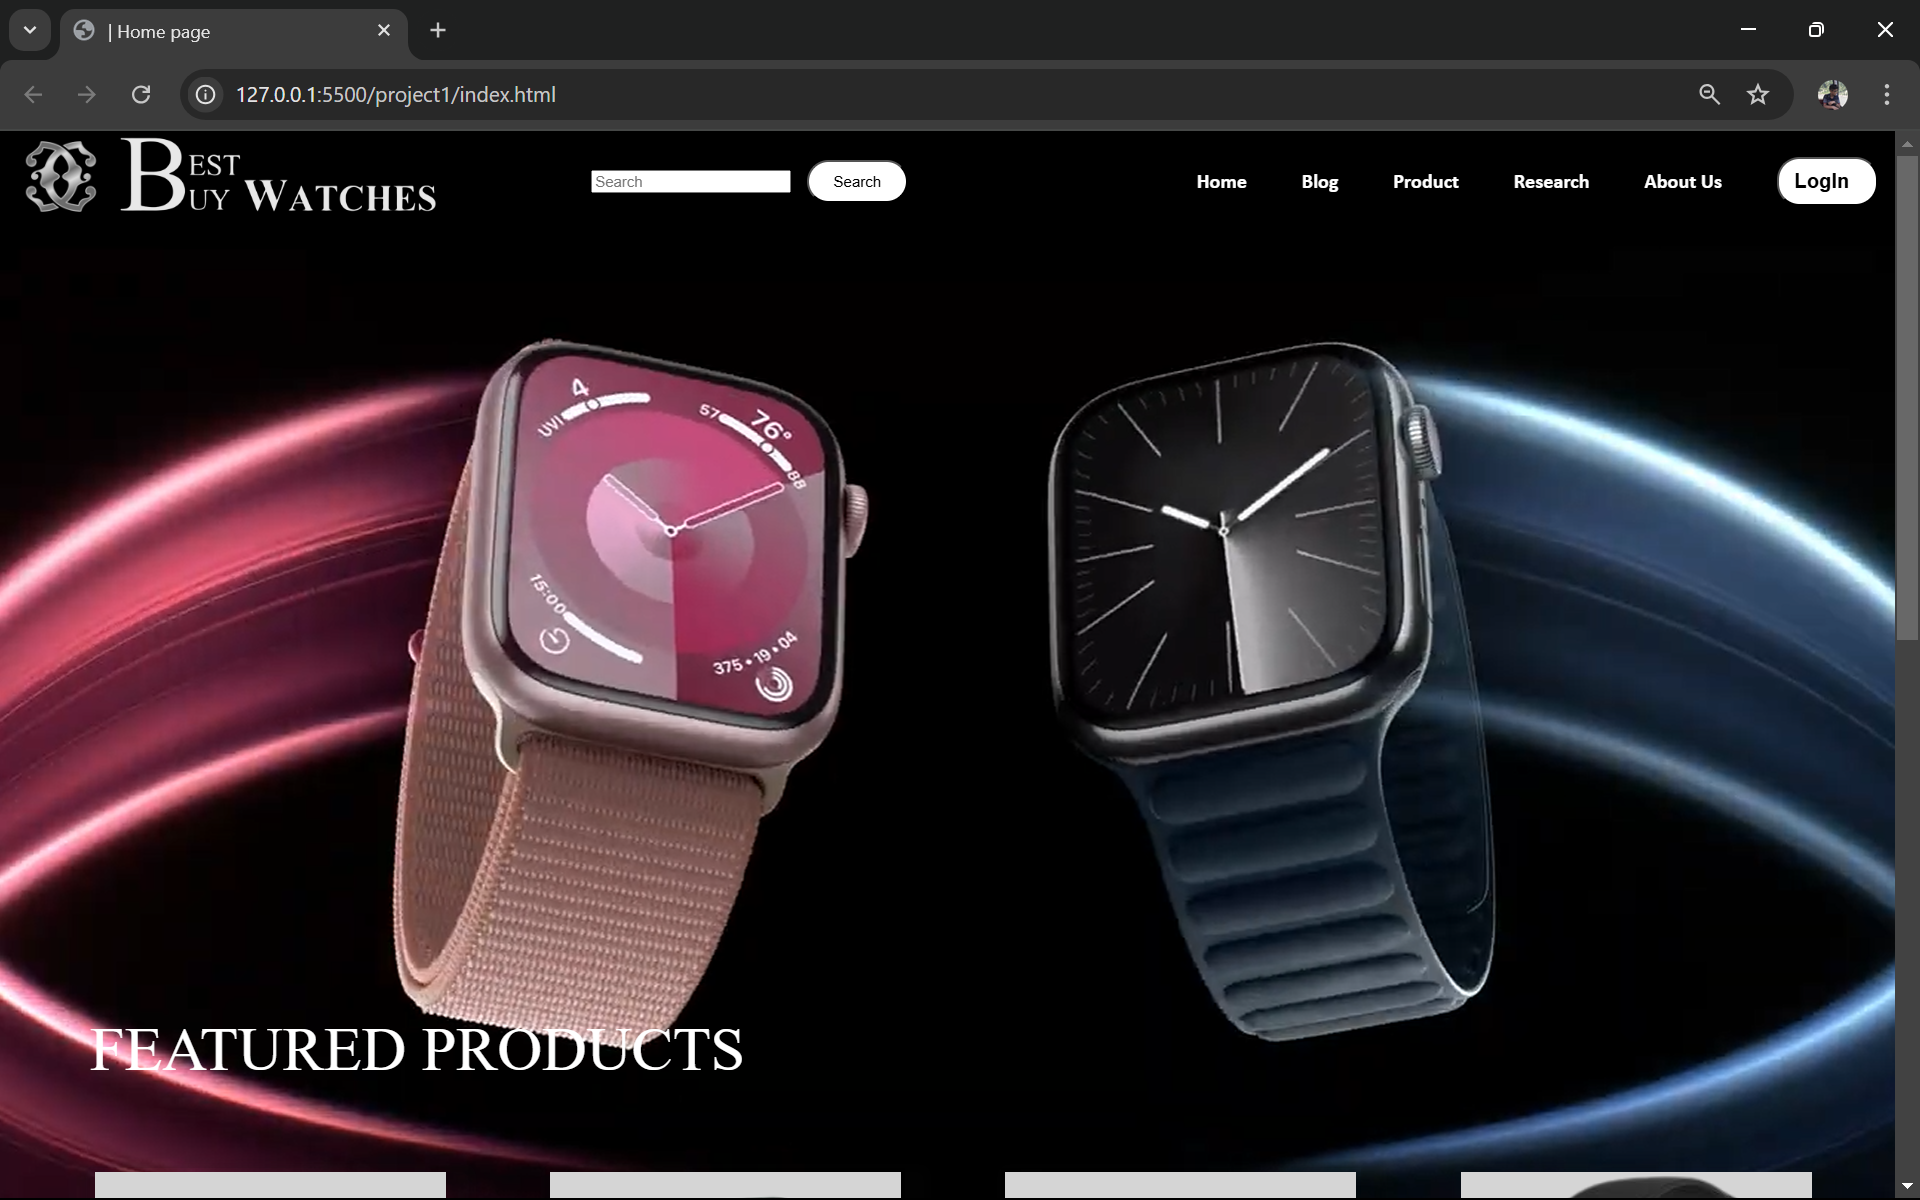 | Home page
127.0.0.1:5500/project1/index.html
BEST
BUY WATCHES
Search
Search
Home
Blog
Product
Research
About Us
LogIn
4
UVI
57
76°
88
15:00
375•19•04
FEATURED PRODUCTS